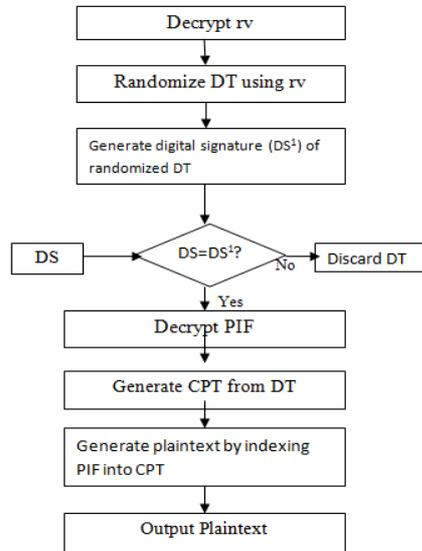 Decrypt rv
Randomize DT using rv
Generate digital signature (DS¹) of
randomized DT
DS
DS=DS¹?
No
Discard DT
Yes
Decrypt PIF
Generate CPT from DT
Generate plaintext by indexing
PIF into CPT
Output Plaintext